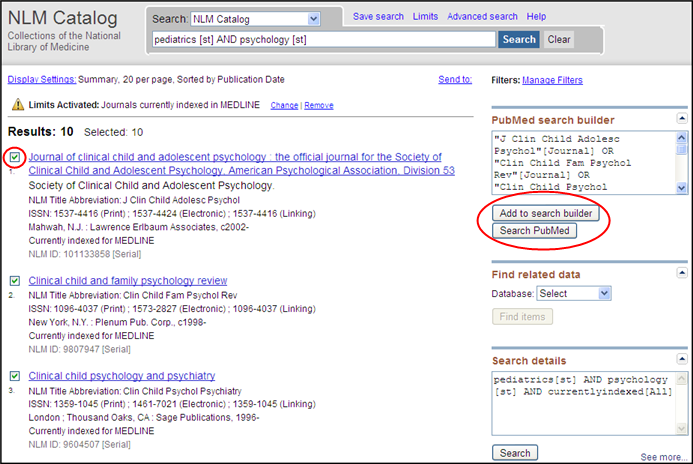 NLM Catalog
Collections of the National
Library of Medicine
Search: NLM Catalog
Save search Limits Advanced search Help
pediatrics [st] AND psychology [st]
Search Clear
Display Settings: Summary, 20 per page, Sorted by Publication Date
Send to:
Limits Activated: Journals currently indexed in MEDLINE Change | Remove
Results: 10 Selected: 10
1. Journal of clinical child and adolescent psychology : the official journal for the Society of
Clinical Child and Adolescent Psychology, American Psychological Association, Division 53
Society of Clinical Child and Adolescent Psychology.
NLM Title Abbreviation: J Clin Child Adolesc Psychol
ISSN: 1537-4416 (Print) ; 1537-4424 (Electronic) ; 1537-4416 (Linking)
Mahwah, N.J. : Lawrence Erlbaum Associates, c2002-
Currently indexed for MEDLINE
NLM ID: 101133858 [Serial]
Clinical child and family psychology review
2. NLM Title Abbreviation: Clin Child Fam Psychol Rev
ISSN: 1096-4037 (Print) ; 1573-2827 (Electronic) ; 1096-4037 (Linking)
New York, N.Y. : Plenum Pub. Corp., c1998-
Currently indexed for MEDLINE
NLM ID: 9807947 [Serial]
Clinical child psychology and psychiatry
3. NLM Title Abbreviation: Clin Child Psychol Psychiatry
ISSN: 1359-1045 (Print) ; 1461-7021 (Electronic) ; 1359-1045 (Linking)
London ; Thousand Oaks, CA : Sage Publications, 1996-
Currently indexed for MEDLINE
NLM ID: 9604507 [Serial]
Filters: Manage Filters
PubMed search builder
"J Clin Child Adolesc
Psychol"[Journal] OR
"Clin Child Fam Psychol
Rev"[Journal] OR
"Clin Child Psychol
Add to search builder
Search PubMed
Find related data
Database: Select
Find items
Search details
pediatrics[st] AND psychology
[st] AND currentlyindexed[All]
Search
See more...